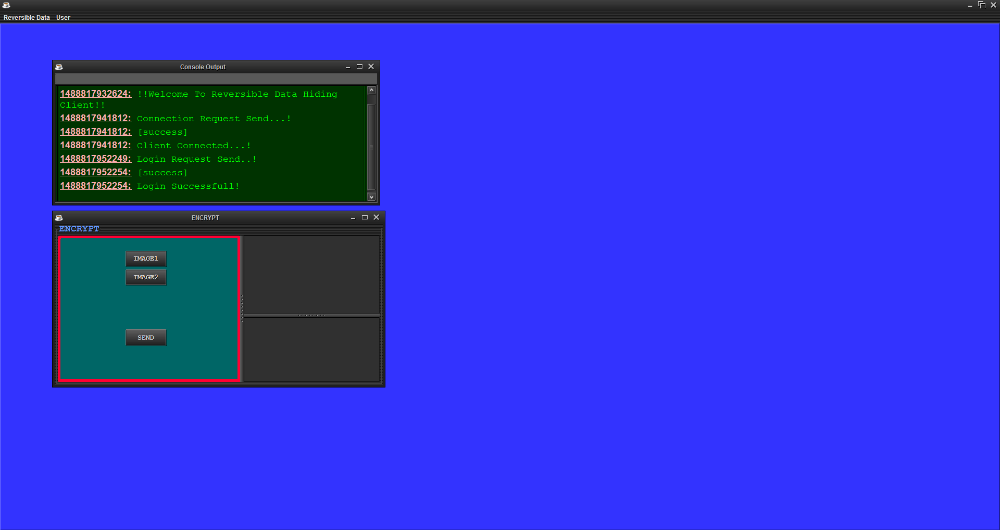 Reversible Data User
Console Output
1488817932624: !!Welcome To Reversible Data Hiding
Client!!
1488817941812: Connection Request Send...!
1488817941812: [success]
1488817941812: Client Connected...!
1488817952249: Login Request Send..!
1488817952254: [success]
1488817952254: Login Successfull!
ENCRYPT
ENCRYPT
IMAGE1
IMAGE2
SEND